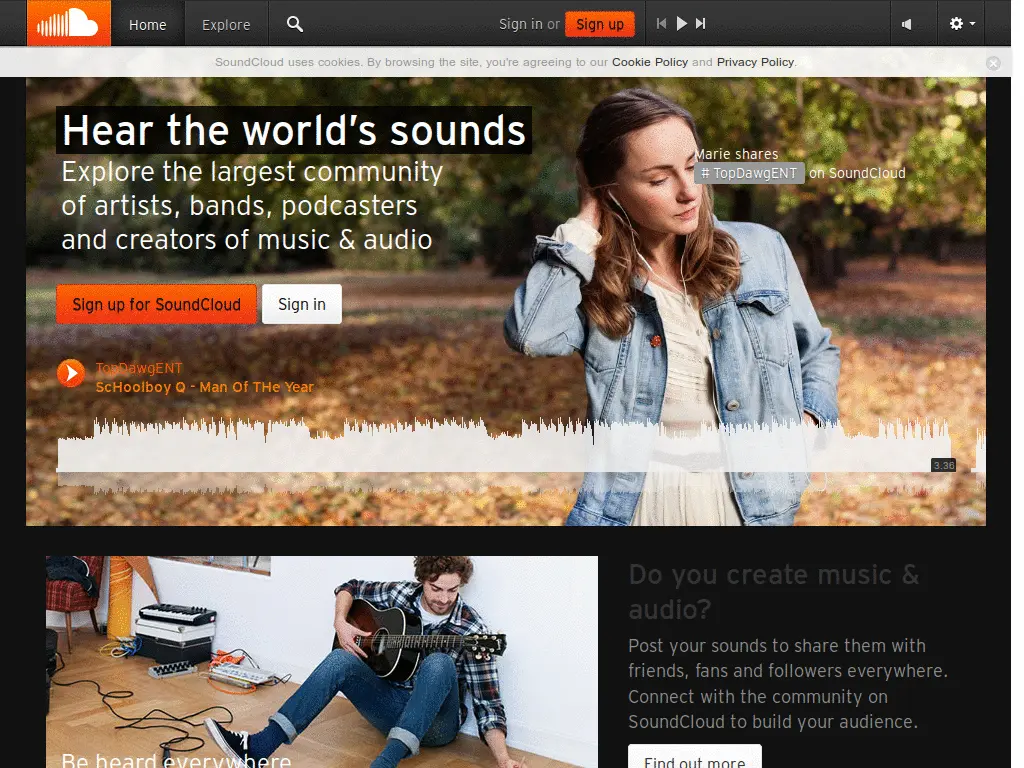 Home
Explore
Sign in or Sign up
SoundCloud uses cookies. By browsing the site, you're agreeing to our Cookie Policy and Privacy Policy.
Hear the world's sounds
Explore the largest community
of artists, bands, podcasters
and creators of music & audio
Marie shares
# TopDawgENT on SoundCloud
Sign up for SoundCloud
Sign in
TopDawgENT
ScHoolboy Q - Man Of THe Year
3.36
Be heard everywhere
Do you create music &
audio?
Post your sounds to share them with
friends, fans and followers everywhere.
Connect with the community on
SoundCloud to build your audience.
Find out more